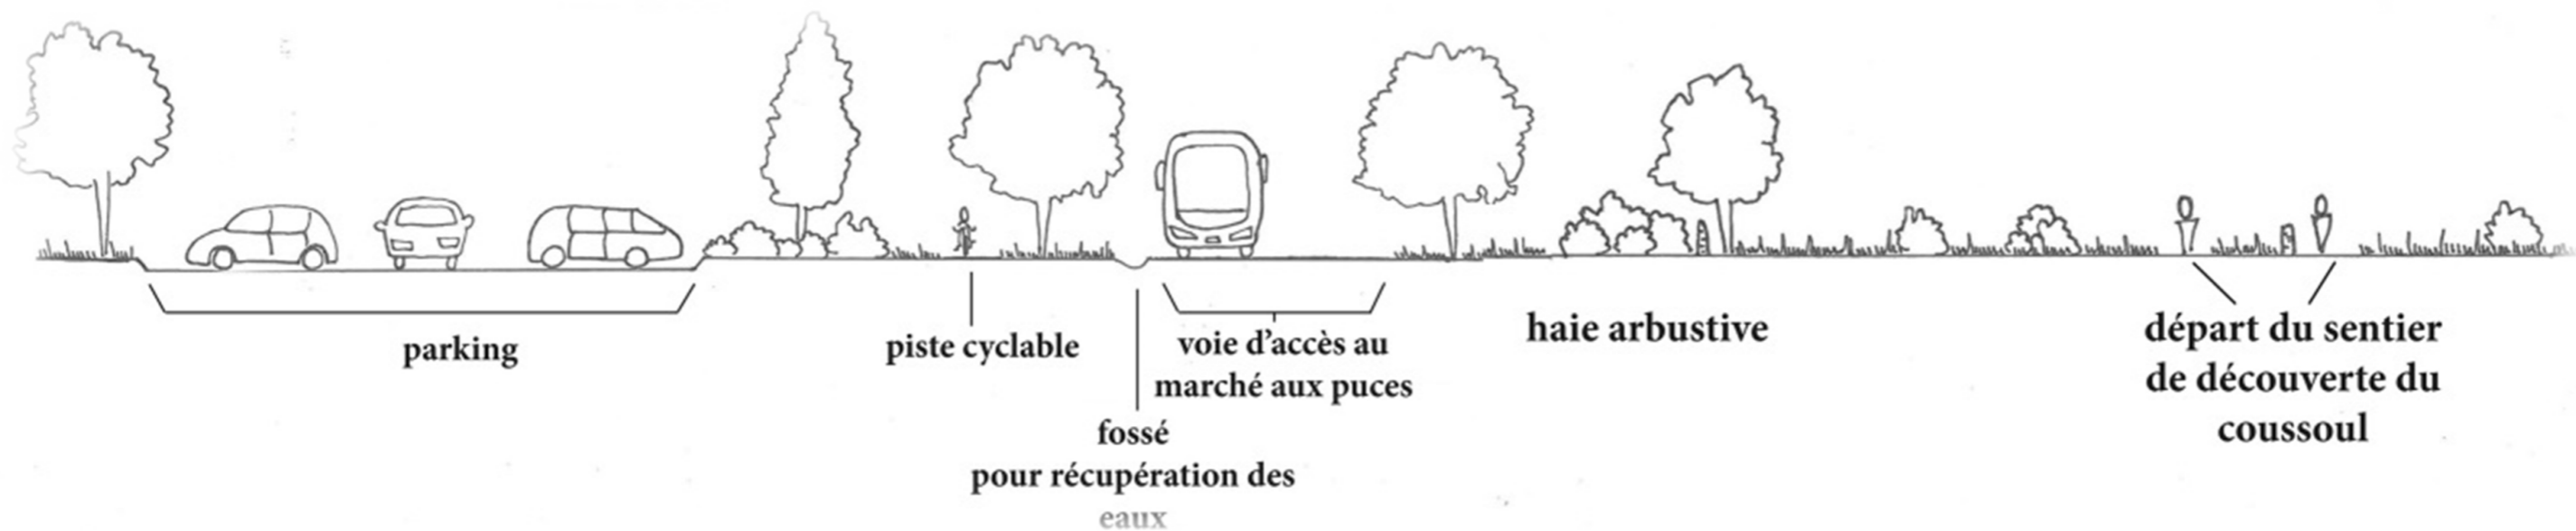 parking
piste cyclable
fossé
pour récupération des
eaux
voie d'accès au
marché aux puces
haie arbustive
départ du sentier
de découverte du
coussoul